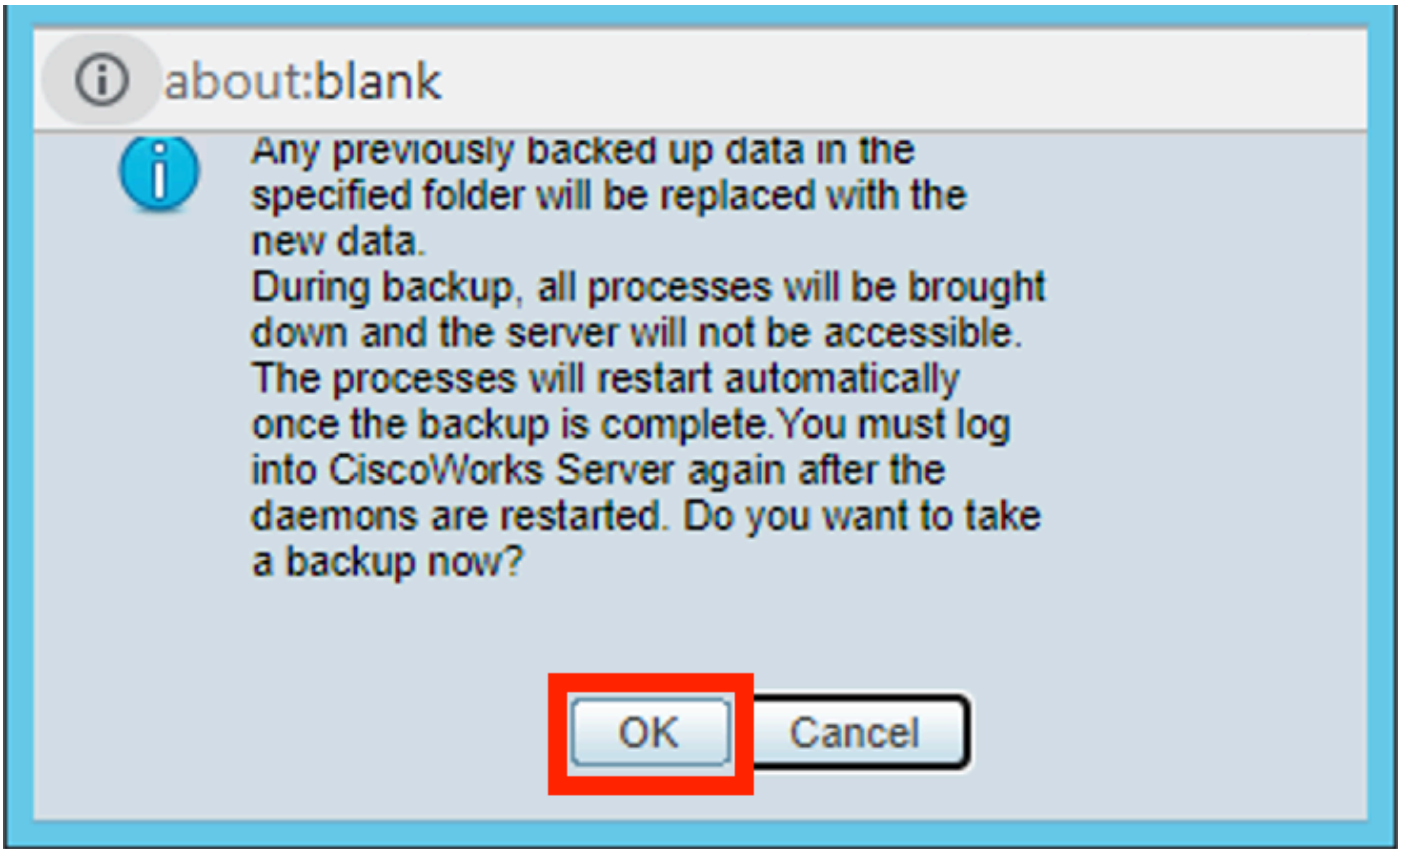 about:blank
Any previously backed up data in the
specified folder will be replaced with the
new data.
During backup, all processes will be brought
down and the server will not be accessible.
The processes will restart automatically
once the backup is complete.You must log
into CiscoWorks Server again after the
daemons are restarted. Do you want to take
a backup now?
OK Cancel